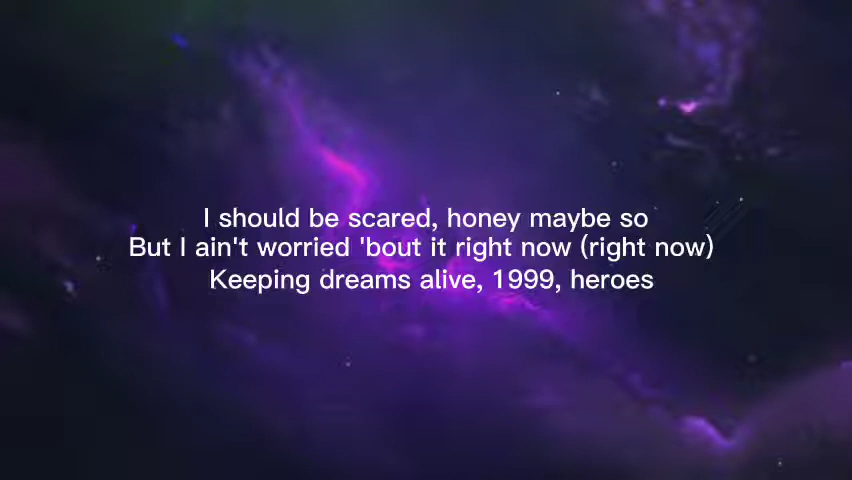 I should be scared, honey maybe so
But I ain't worried 'bout it right now (right now)
Keeping dreams alive, 1999, heroes